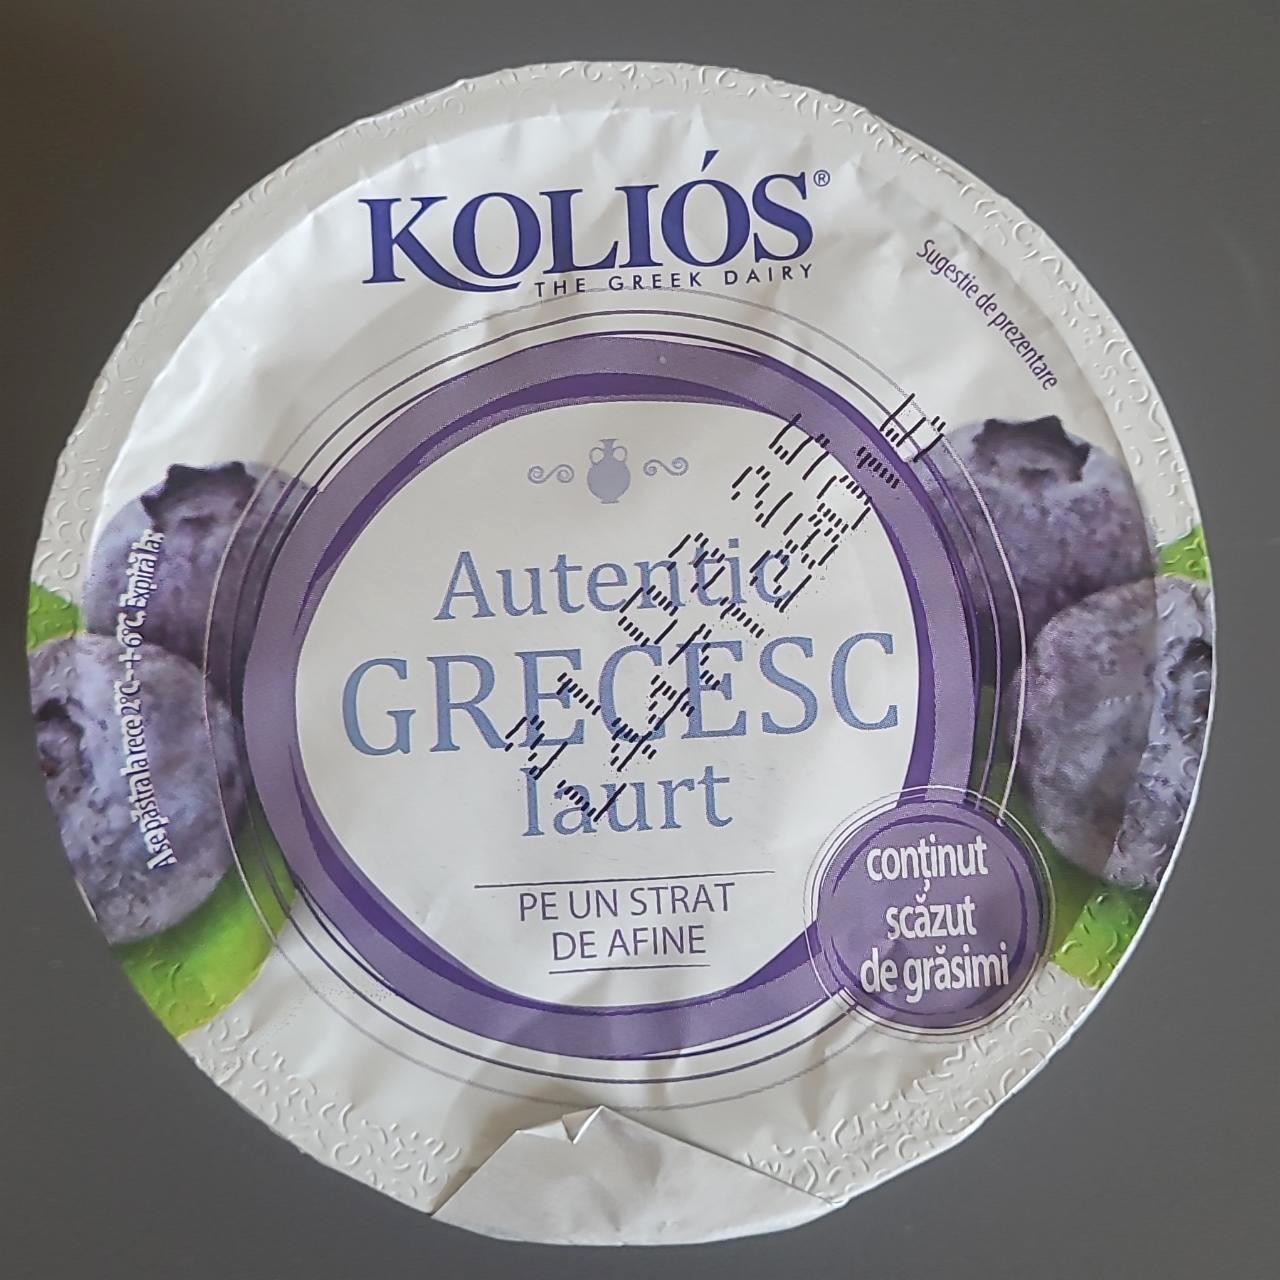 KOLIÓS®
THE GREEK DAIRY
Sugestie de prezentare
Autentic
GRECESC
Iaurt
PE UN STRAT
DE AFINE
conținut
scăzut
de grăsimi
A se păstra la rece 2°C-+6°C. Expiră la: